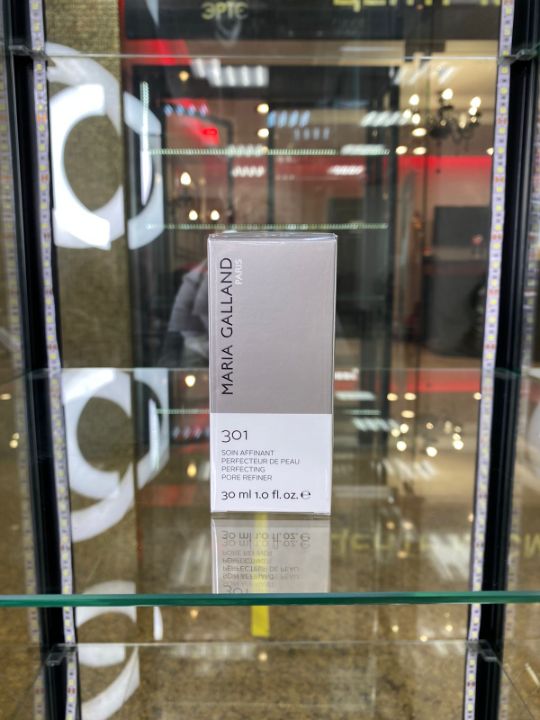 MARIA GALLAND
PARIS
301
SOIN AFFINANT
PERFECTEUR DE PEAU
PERFECTING
PORE REFINER
30 ml 1.0 fl. oz. ℮